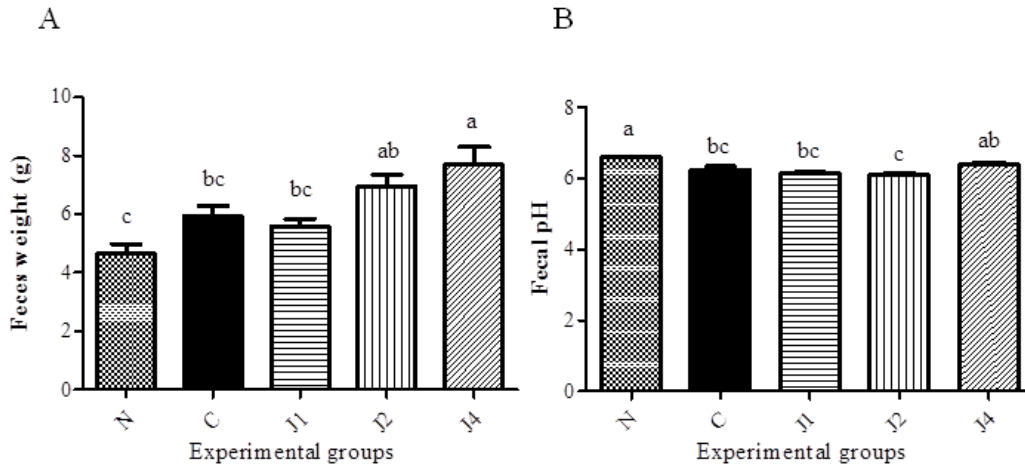 A
Feces weight (g)
10
8
6
4
2
0
c
bc
bc
ab
a
N
C
J1
J2
J4
Experimental groups
B
Fecal pH
8
6
4
2
0
a
bc
bc
c
ab
N
C
J1
J2
J4
Experimental groups